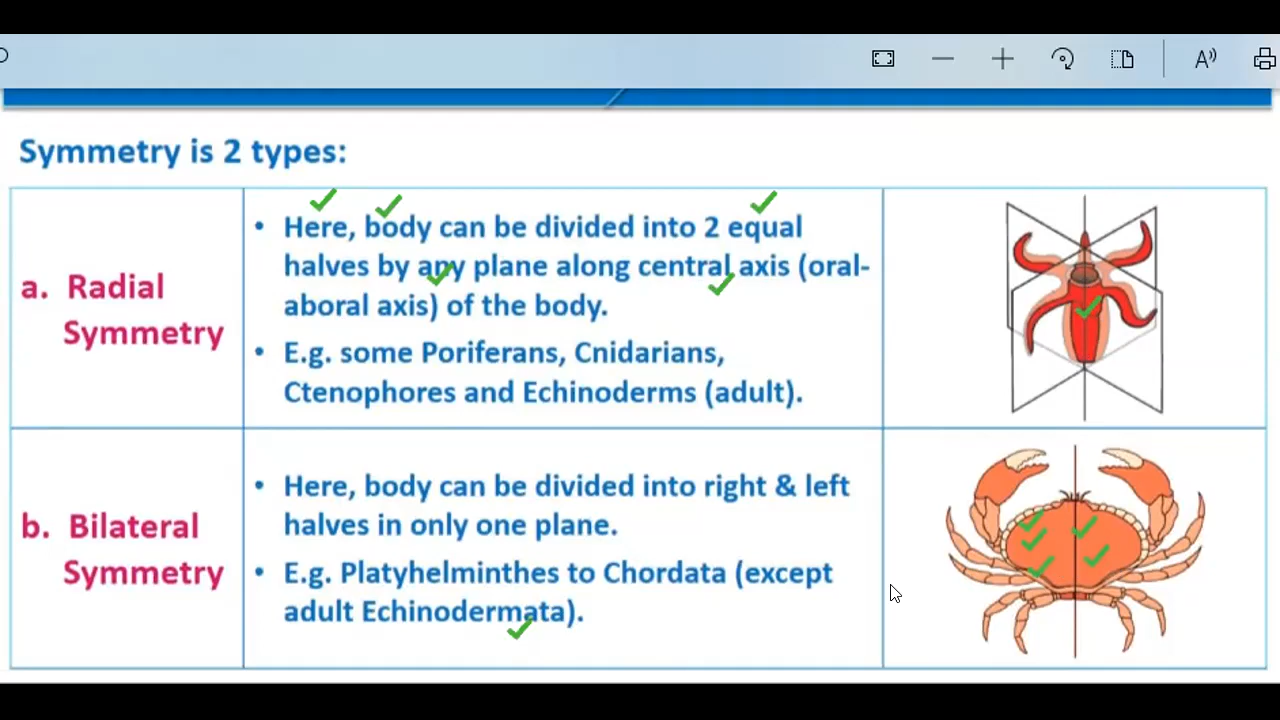 Symmetry is 2 types:
a. Radial
Symmetry
• Here, body can be divided into 2 equal
halves by any plane along central axis (oral-
aboral axis) of the body.
• E.g. some Poriferans, Cnidarians,
Ctenophores and Echinoderms (adult).
b. Bilateral
Symmetry
• Here, body can be divided into right & left
halves in only one plane.
• E.g. Platyhelminthes to Chordata (except
adult Echinodermata).